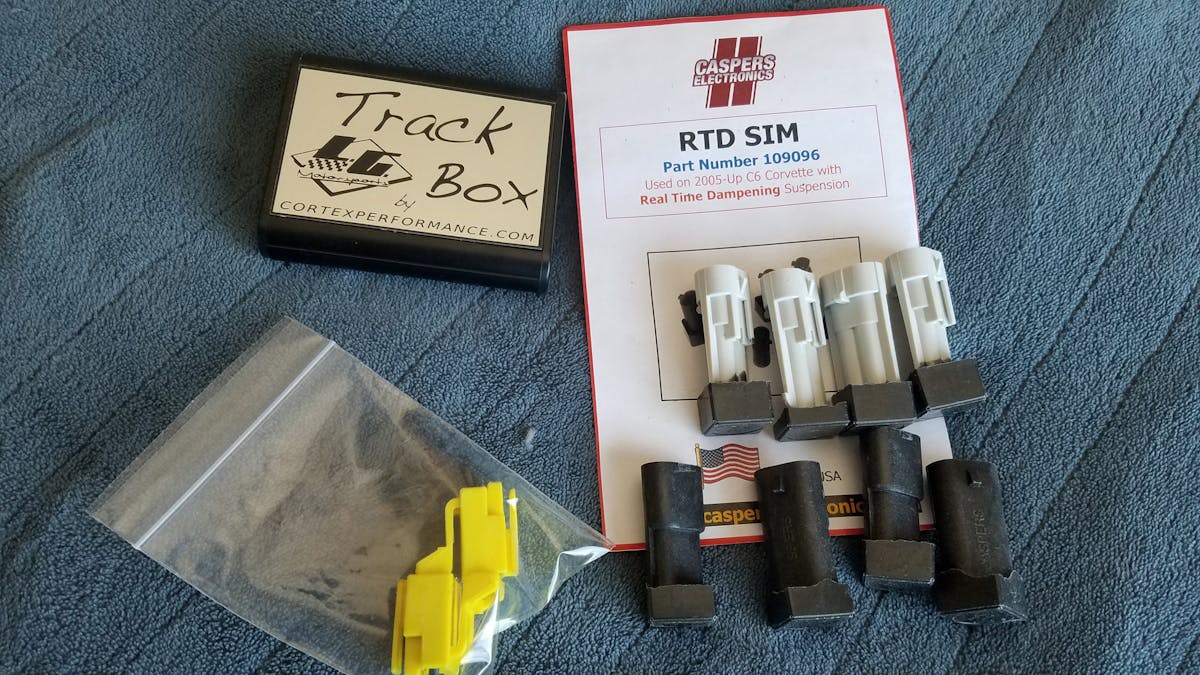 Track
L.G.
Motorsports
Box
by
CORTEXPERFORMANCE.COM
CASPERS
ELECTRONICS
RTD SIM
Part Number 109096
Used on 2005-Up C6 Corvette with
Real Time Dampening Suspension
USA